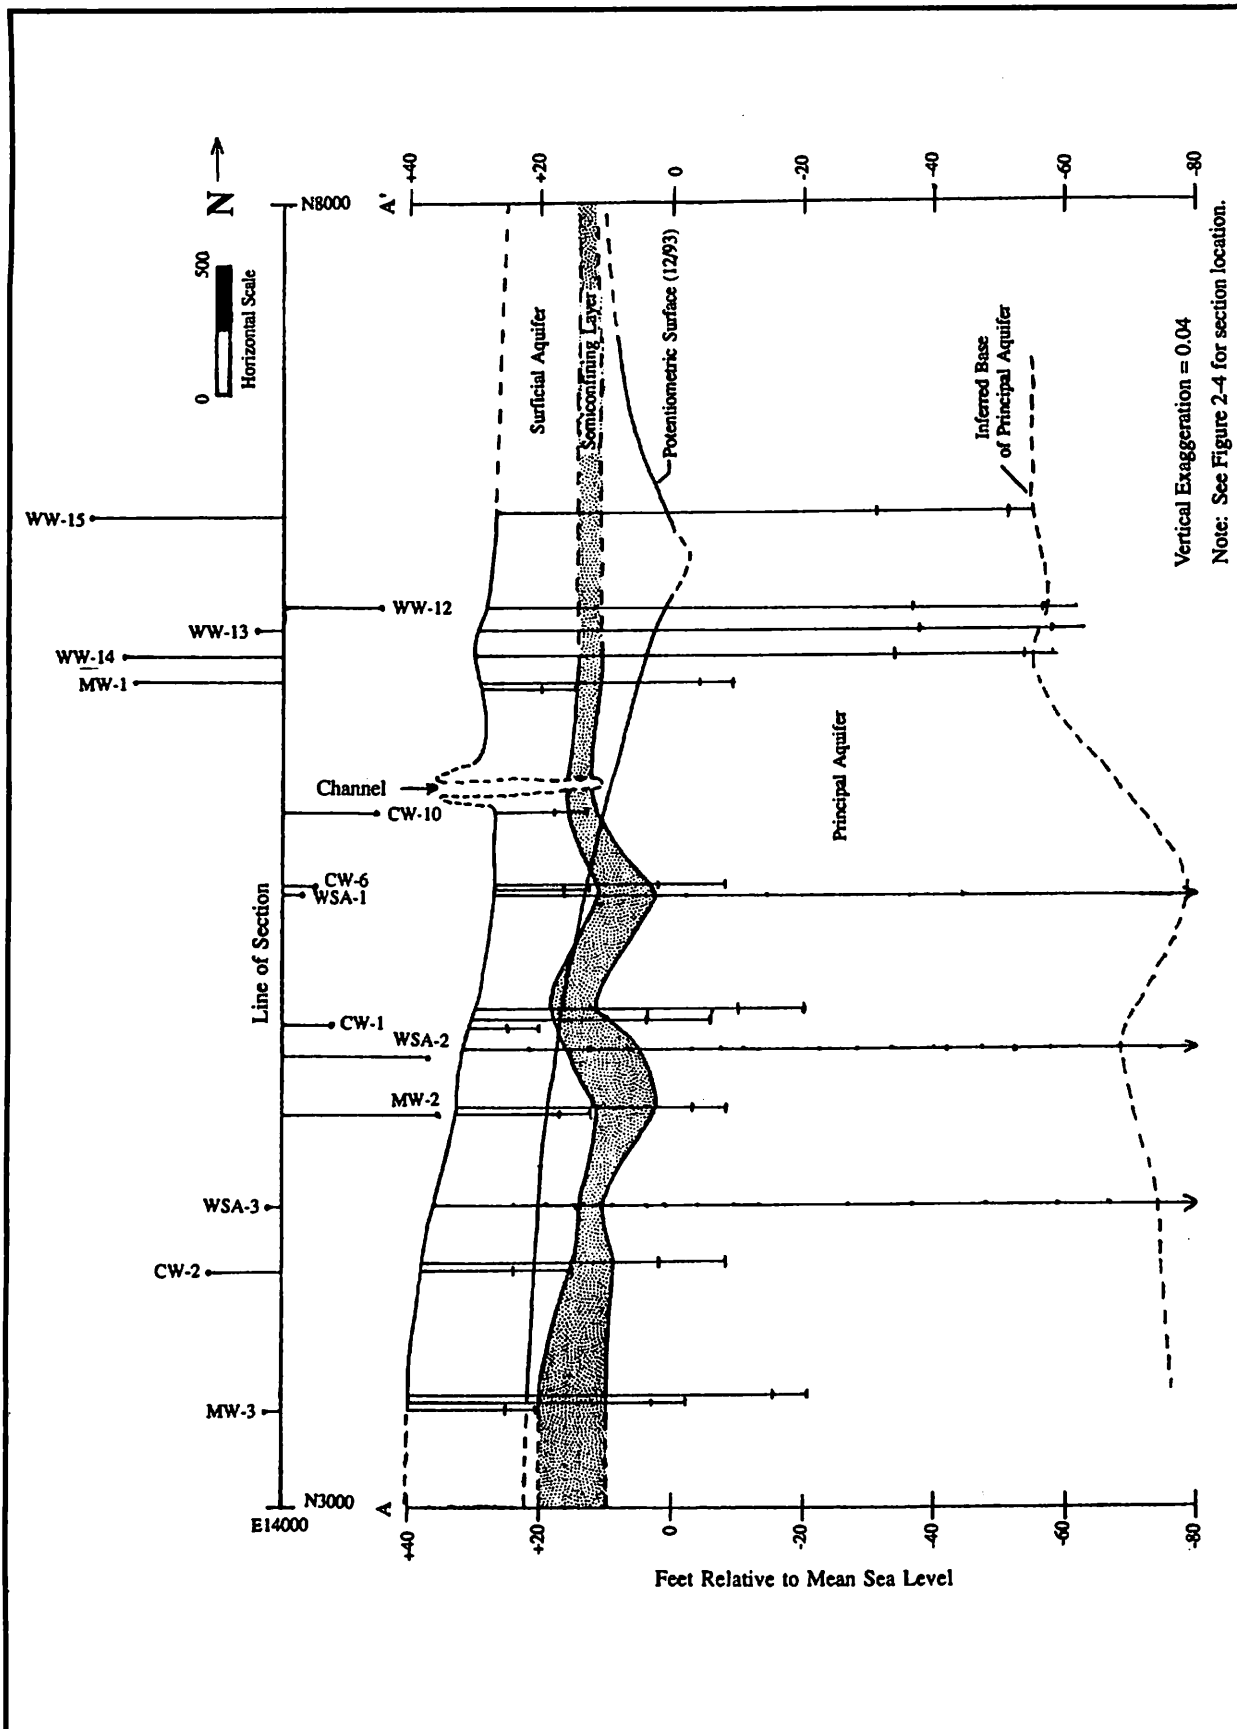 N
0 500
Horizontal Scale
N8000
A'
+40
+20
0
-20
-40
-60
-80
Surficial Aquifer
Semiconfining Layer
Potentiometric Surface (12/93)
Inferred Base
of Principal Aquifer
Vertical Exaggeration = 0.04
Note: See Figure 2-4 for section location.
WW-15
WW-12
WW-13
WW-14
MW-1
Principal Aquifer
Channel
CW-10
CW-6
WSA-1
Line of Section
CW-1
WSA-2
MW-2
WSA-3
CW-2
MW-3
N3000
E14000
A
+40
+20
0
-20
-40
-60
-80
Feet Relative to Mean Sea Level